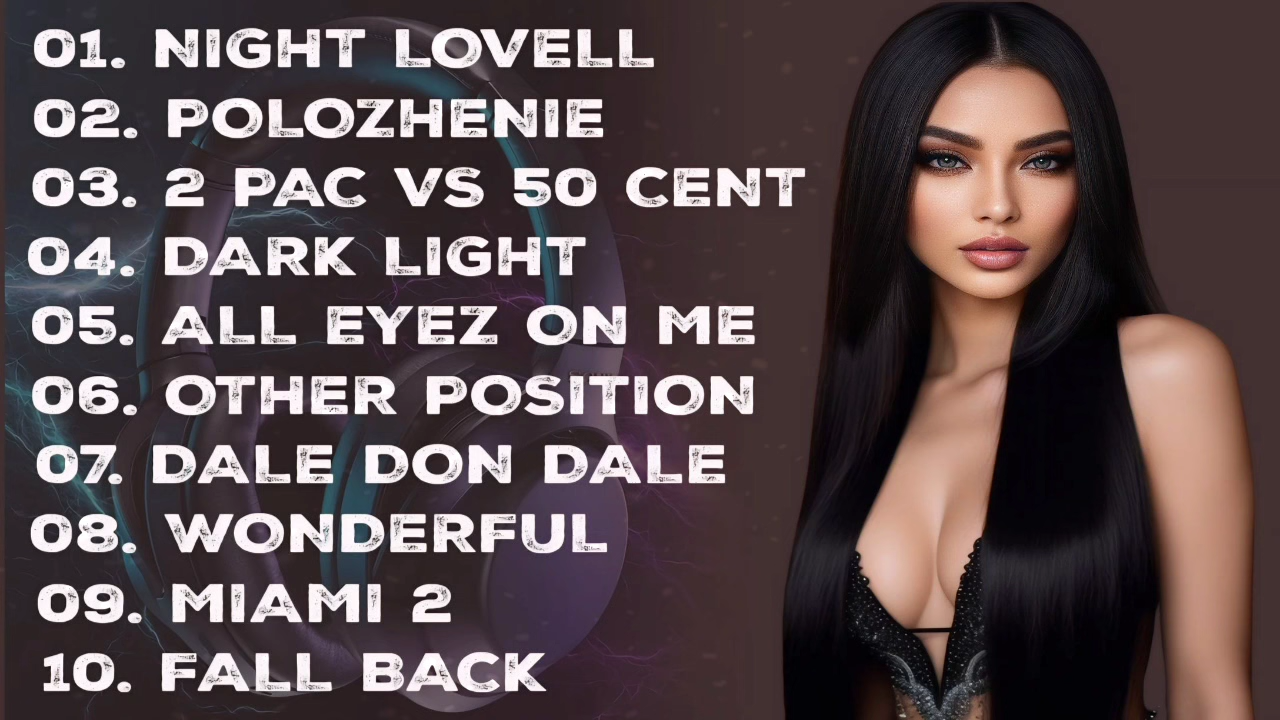 01. NIGHT LOVELL
02. POLOZHENIE
03. 2 PAC VS 50 CENT
04. DARK LIGHT
05. ALL EYEZ ON ME
06. OTHER POSITION
07. DALE DON DALE
08. WONDERFUL
09. MIAMI 2
10. FALL BACK